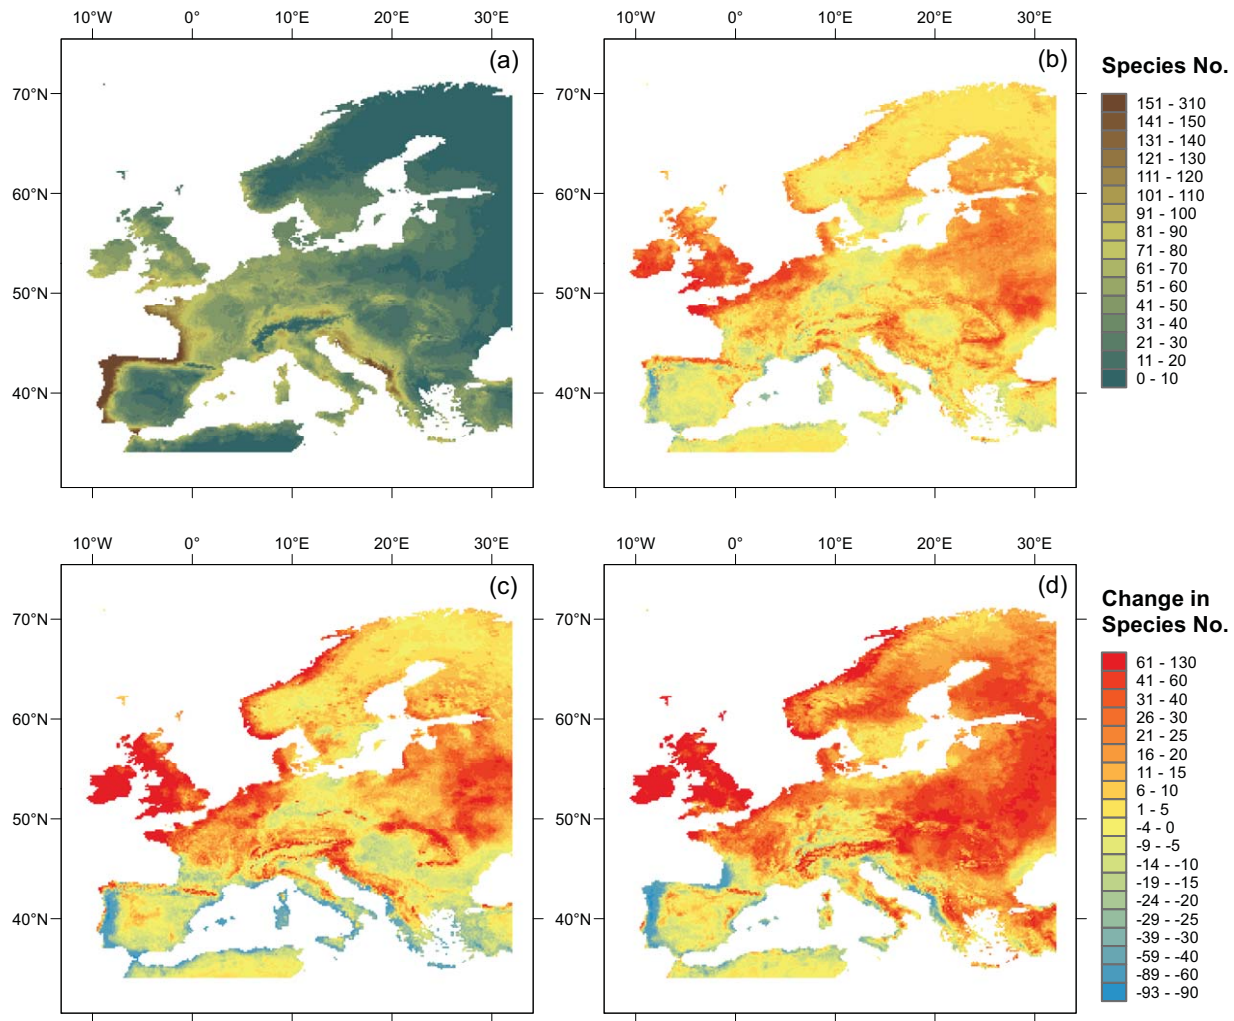 10°W 0° 10°E 20°E 30°E
10°W 0° 10°E 20°E 30°E
(a)
(b)
70°N
70°N
60°N
60°N
50°N
50°N
40°N
40°N
Species No.
151 - 310
141 - 150
131 - 140
121 - 130
111 - 120
101 - 110
91 - 100
81 - 90
71 - 80
61 - 70
51 - 60
41 - 50
31 - 40
21 - 30
11 - 20
0 - 10
10°W 0° 10°E 20°E 30°E
10°W 0° 10°E 20°E 30°E
(c)
(d)
70°N
70°N
60°N
60°N
50°N
50°N
40°N
40°N
Change in
Species No.
61 - 130
41 - 60
31 - 40
26 - 30
21 - 25
16 - 20
11 - 15
6 - 10
1 - 5
-4 - 0
-9 - -5
-14 - -10
-19 - -15
-24 - -20
-29 - -25
-39 - -30
-59 - -40
-89 - -60
-93 - -90